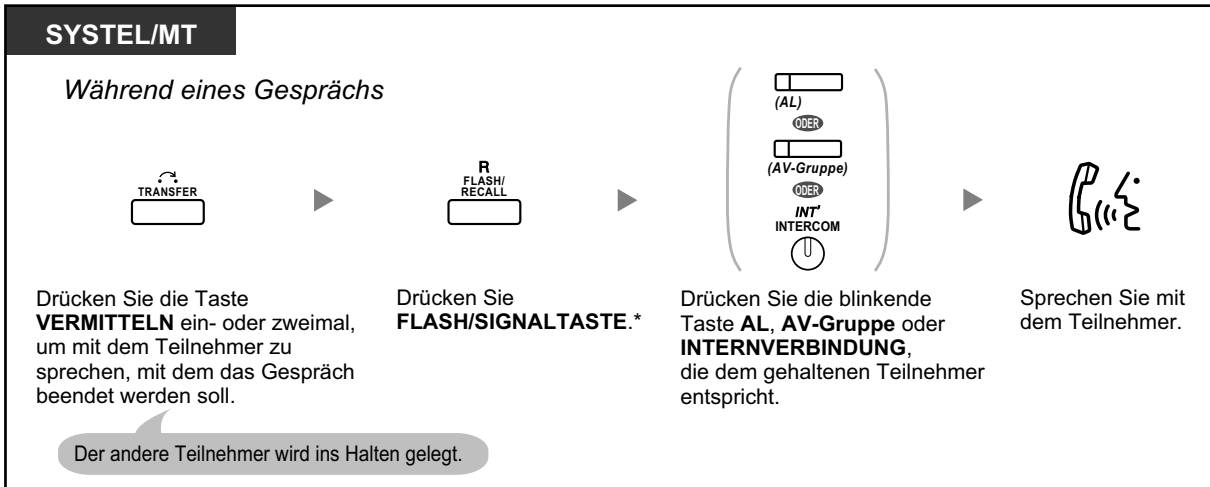 SYSTEL/MT
Während eines Gesprächs
TRANSFER
R
FLASH/
RECALL
(AL)
ODER
(AV-Gruppe)
ODER
INT'
INTERCOM
Drücken Sie die Taste
VERMITTELN ein- oder zweimal,
um mit dem Teilnehmer zu
sprechen, mit dem das Gespräch
beendet werden soll.
Der andere Teilnehmer wird ins Halten gelegt.
Drücken Sie
FLASH/SIGNALTASTE.*
Drücken Sie die blinkende
Taste AL, AV-Gruppe oder
INTERNVERBINDUNG,
die dem gehaltenen Teilnehmer
entspricht.
Sprechen Sie mit
dem Teilnehmer.